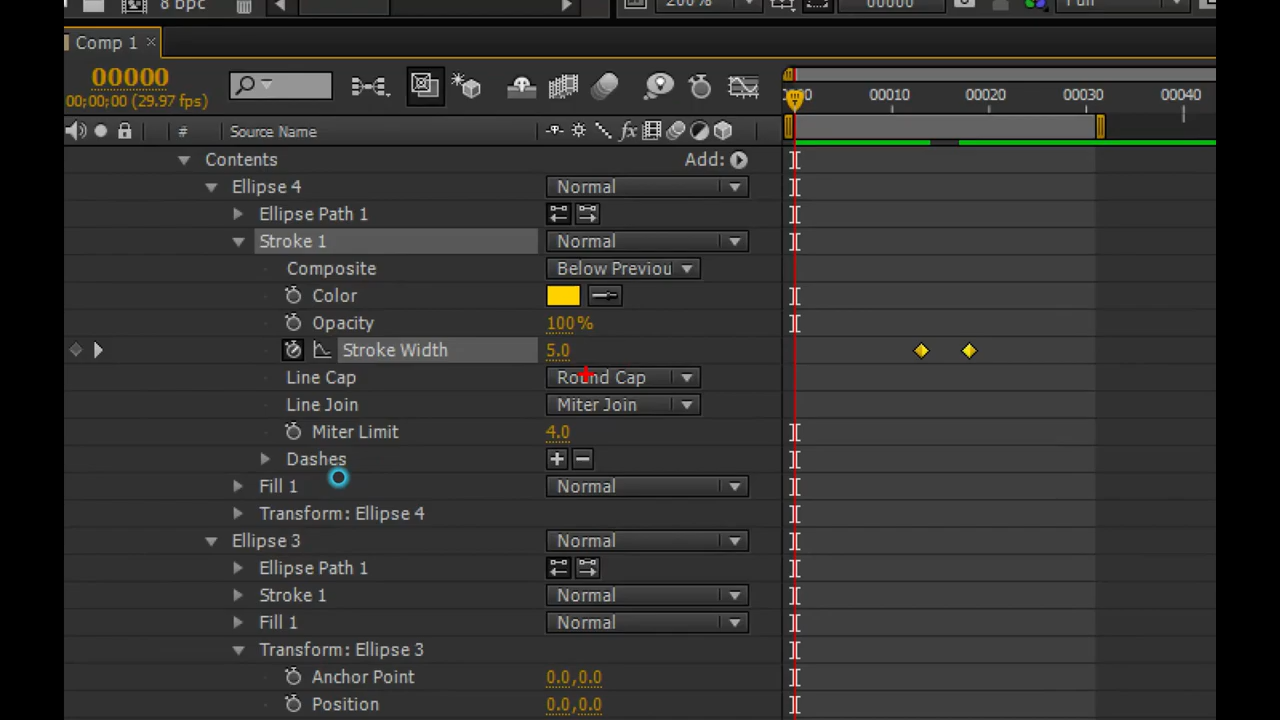 8 bpc 200% 00000 Full
Comp 1
00000
00;00;00 (29.97 fps)
00010 00020 00030 00040
# Source Name fx
Contents Add:
Ellipse 4 Normal
Ellipse Path 1
Stroke 1 Normal
Composite Below Previou
Color
Opacity 100%
Stroke Width 5.0
Line Cap Round Cap
Line Join Miter Join
Miter Limit 4.0
Dashes
Fill 1 Normal
Transform: Ellipse 4
Ellipse 3 Normal
Ellipse Path 1
Stroke 1 Normal
Fill 1 Normal
Transform: Ellipse 3
Anchor Point 0.0,0.0
Position 0.0,0.0